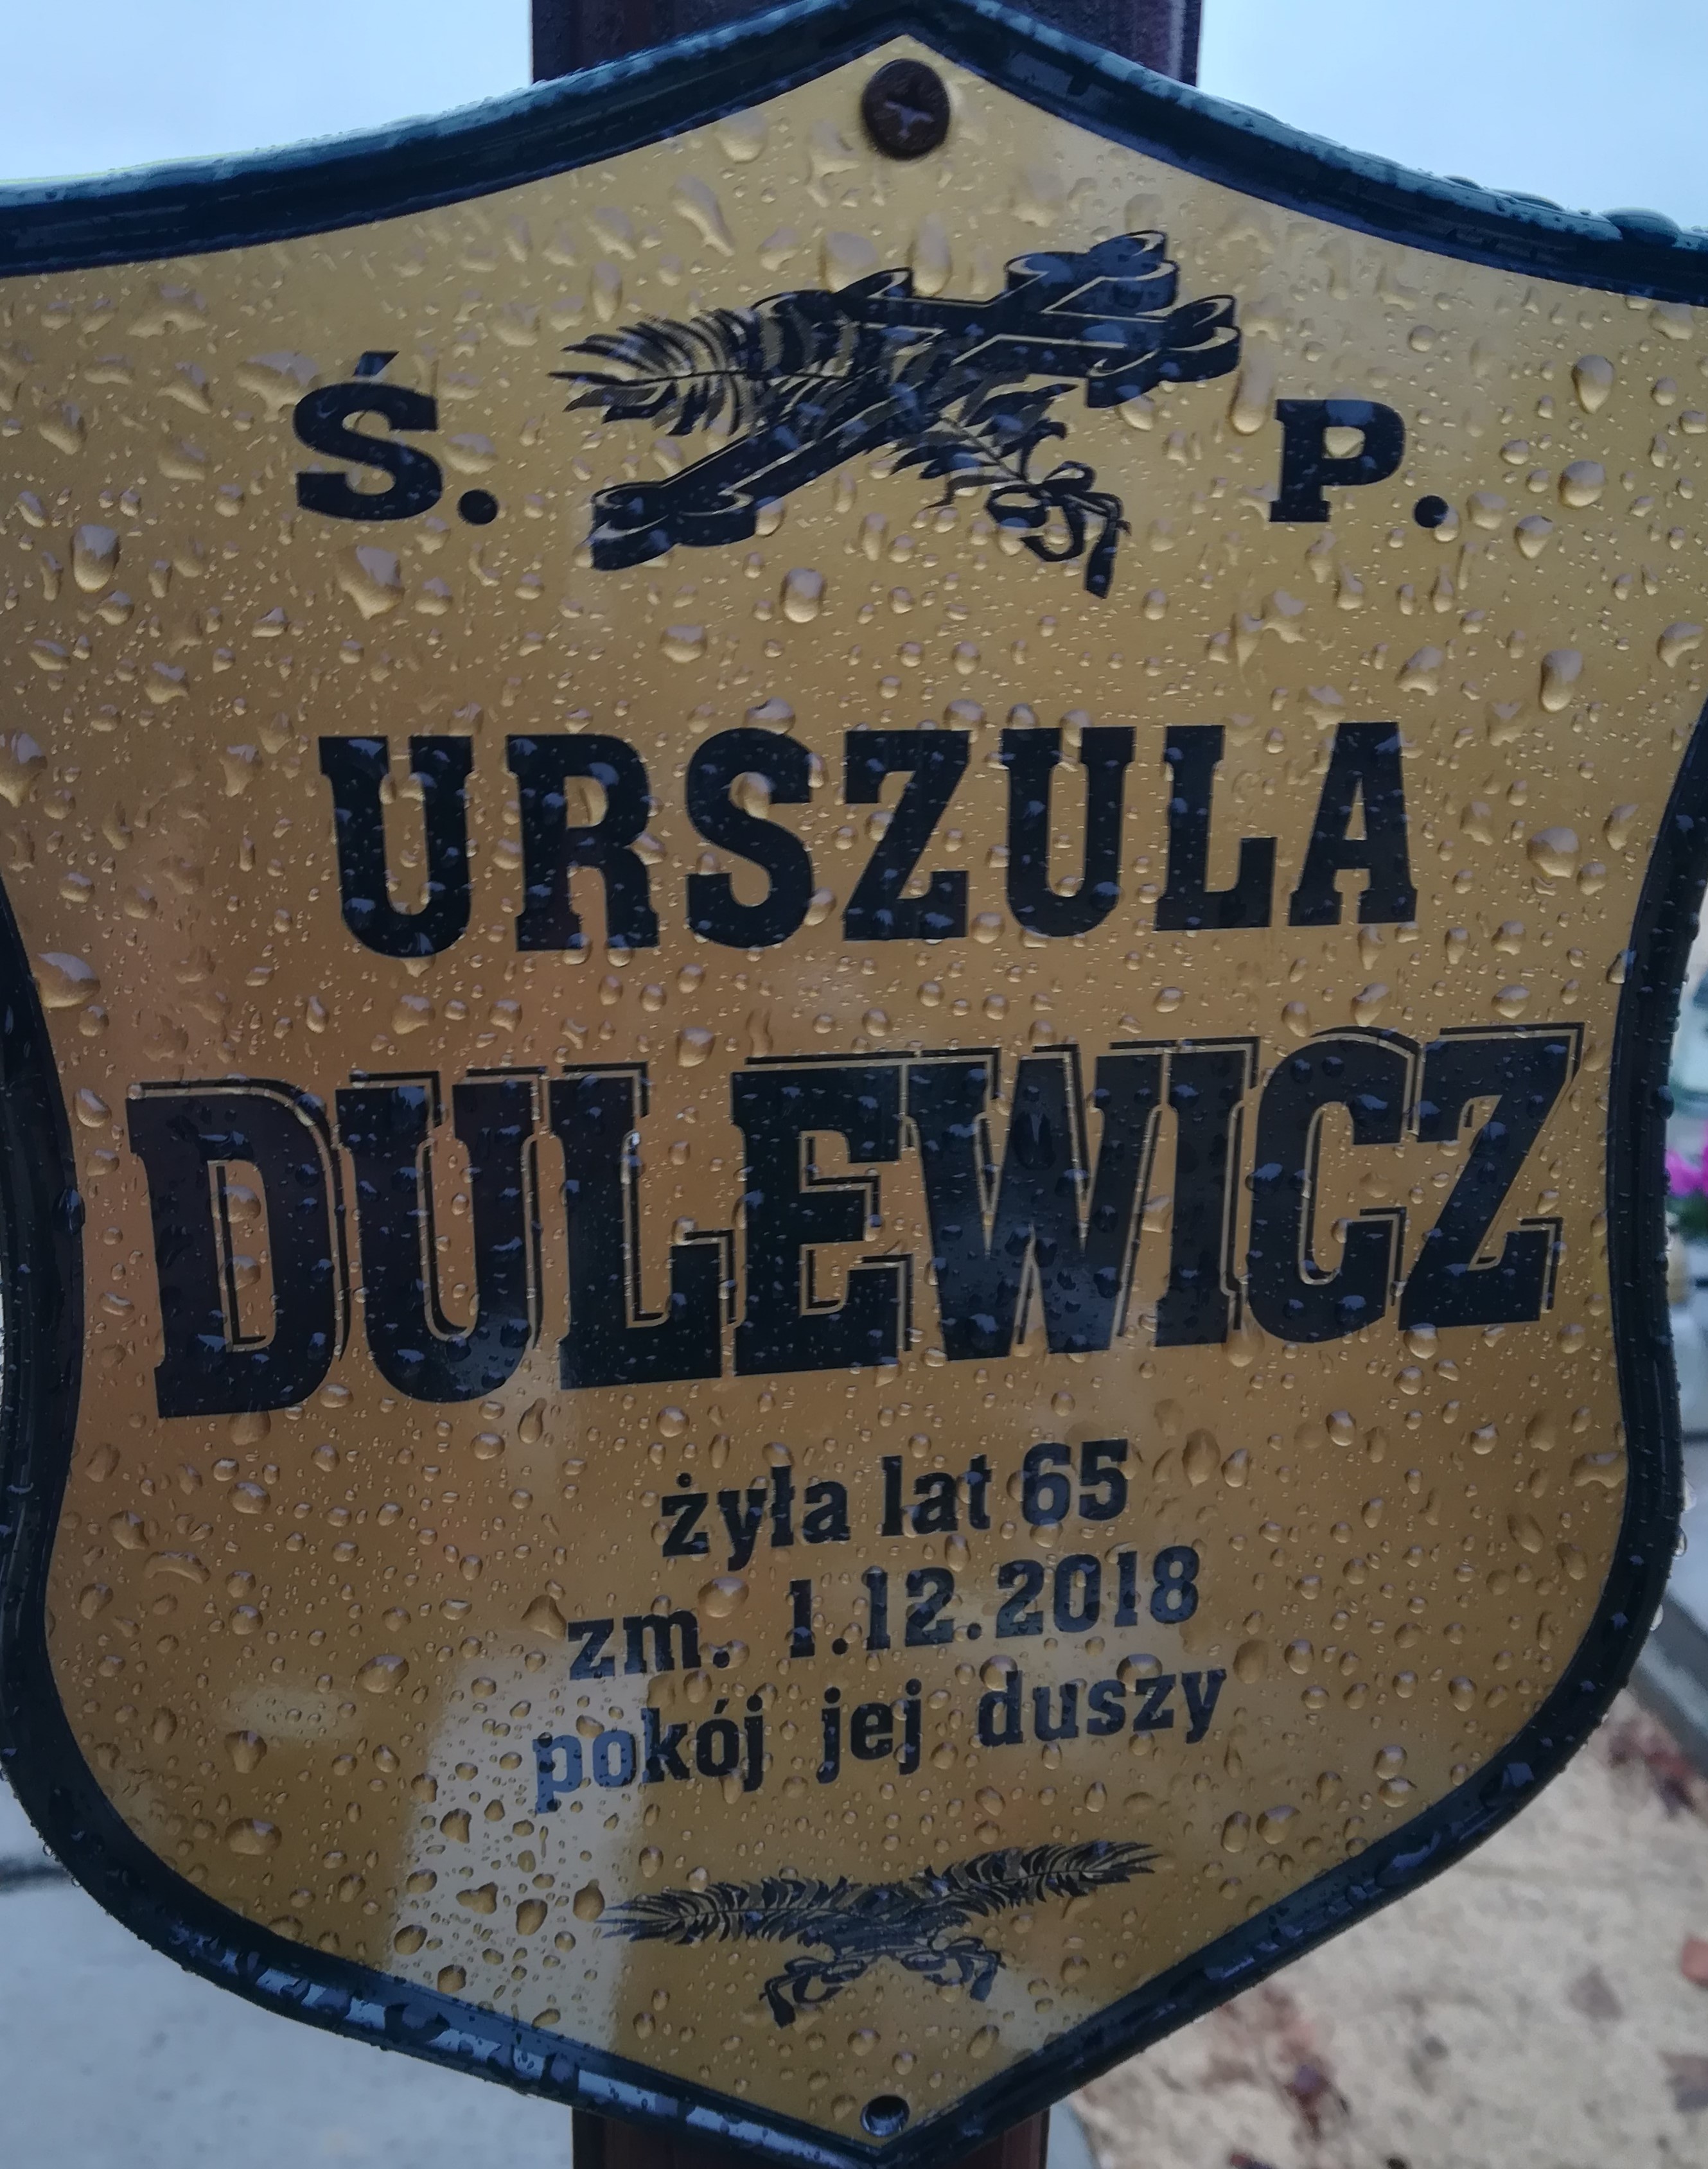 Ś. P.
URSZULA
DULEWICZ
żyła lat 65
zm. 1.12.2018
pokój jej duszy